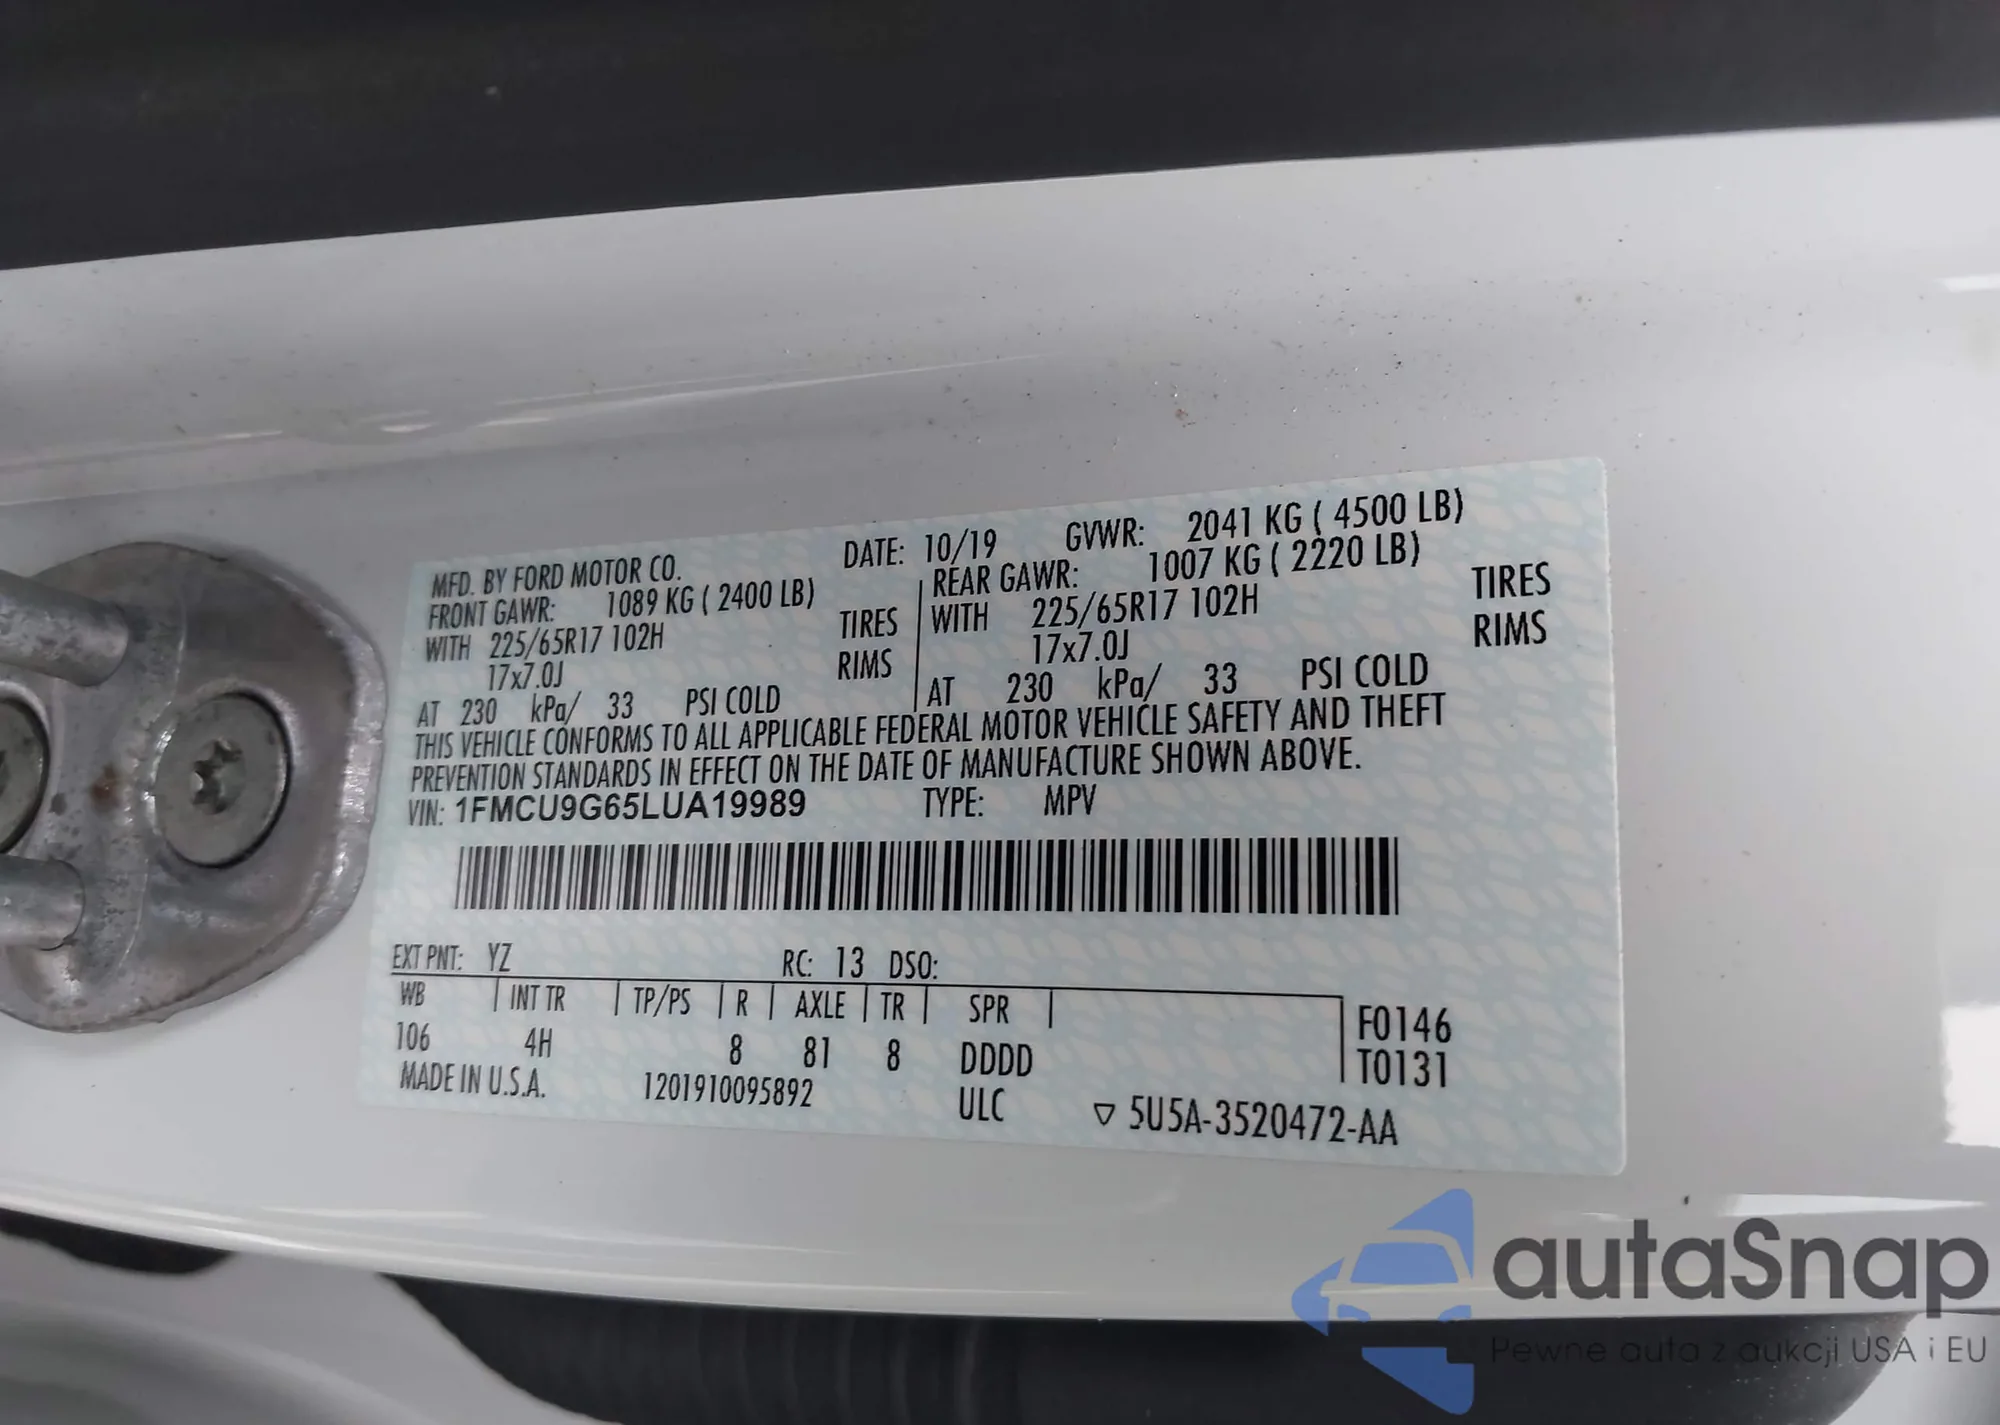 MFD. BY FORD MOTOR CO. DATE: 10/19 GVWR: 2041 KG ( 4500 LB)
FRONT GAWR: 1089 KG ( 2400 LB) REAR GAWR: 1007 KG ( 2220 LB)
WITH 225/65R17 102H TIRES WITH 225/65R17 102H TIRES
17x7.0J RIMS 17x7.0J RIMS
AT 230 kPa/ 33 PSI COLD AT 230 kPa/ 33 PSI COLD
THIS VEHICLE CONFORMS TO ALL APPLICABLE FEDERAL MOTOR VEHICLE SAFETY AND THEFT
PREVENTION STANDARDS IN EFFECT ON THE DATE OF MANUFACTURE SHOWN ABOVE.
VIN: 1FMCU9G65LUA19989 TYPE: MPV
EXT PNT: YZ RC: 13 DSO:
WB INT TR TP/PS R AXLE TR SPR F0146
106 4H 8 81 8 DDDD T0131
MADE IN U.S.A. 1201910095892 ULC 5U5A-3520472-AA
autaSnap
Pewne auta z aukcji USA i EU